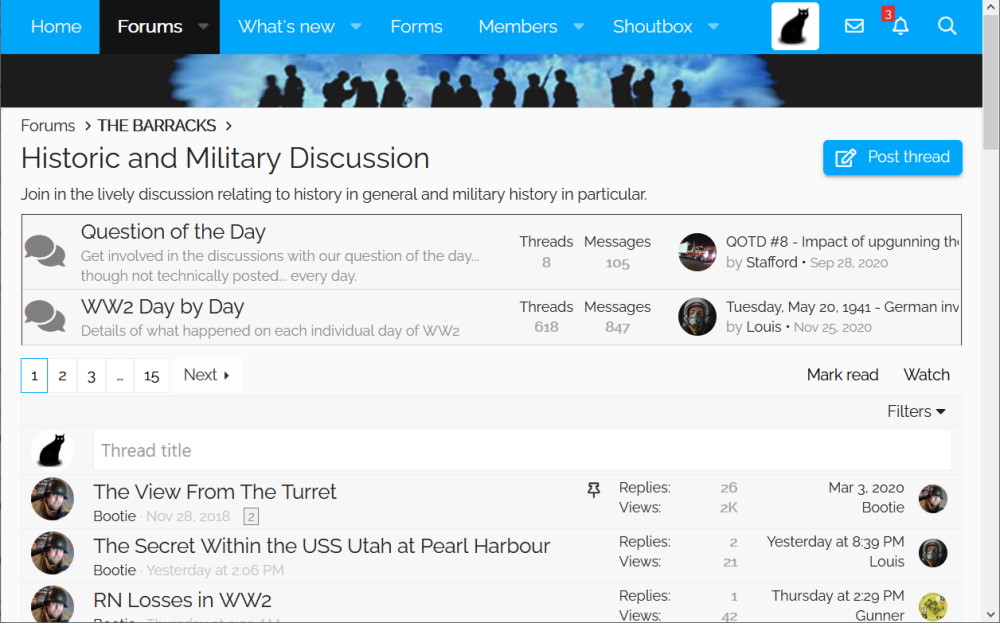 Home Forums What's new Forms Members Shoutbox 3
Forums > THE BARRACKS >
Historic and Military Discussion
Post thread
Join in the lively discussion relating to history in general and military history in particular.
Question of the Day
Get involved in the discussions with our question of the day...
though not technically posted... every day.
Threads Messages
8 105
QOTD #8 - Impact of upgunning the
by Stafford • Sep 28, 2020
WW2 Day by Day
Details of what happened on each individual day of WW2
Threads Messages
618 847
Tuesday, May 20, 1941 - German inv
by Louis • Nov 25, 2020
1 2 3 ... 15 Next
Mark read Watch
Filters
Thread title
The View From The Turret
Bootie · Nov 28, 2018 2
Replies: 26
Views: 2K
Mar 3, 2020
Bootie
The Secret Within the USS Utah at Pearl Harbour
Bootie · Yesterday at 2:06 PM
Replies: 2
Views: 21
Yesterday at 8:39 PM
Louis
RN Losses in WW2
Replies: 1
Views: 42
Thursday at 2:29 PM
Gunner